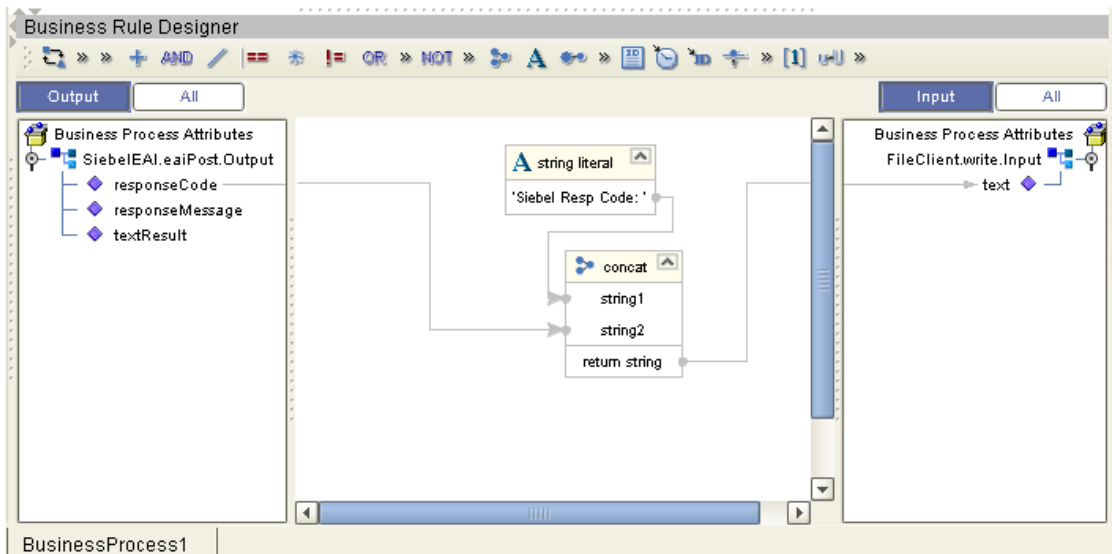 Business Rule Designer
» » AND == != OR » NOT » A » ID ID » [1] »
Output All Input All
Business Process Attributes
SiebelEAI.eaiPost.Output
responseCode
responseMessage
textResult
A string literal
'Siebel Resp Code: '
concat
string1
string2
return string
Business Process Attributes
FileClient.write.Input
text
BusinessProcess1